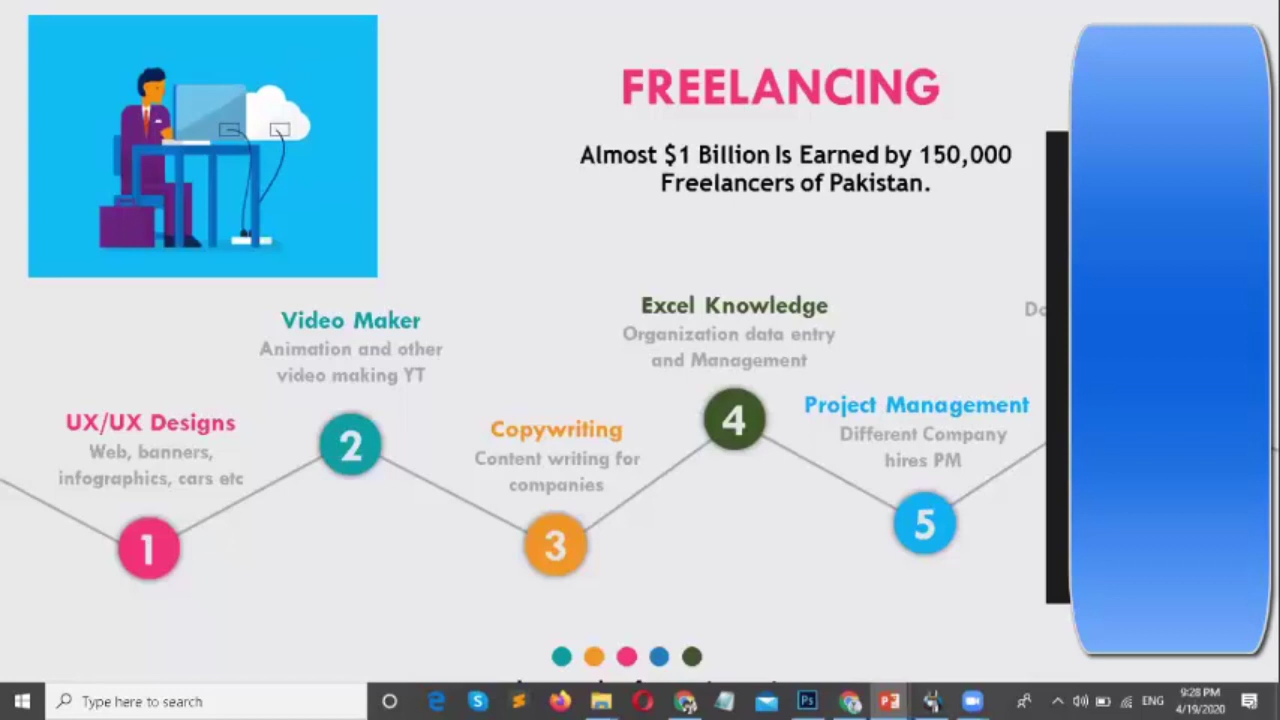 FREELANCING
Almost $1 Billion Is Earned by 150,000
Freelancers of Pakistan.
Video Maker
Animation and other
video making YT
Excel Knowledge
Organization data entry
and Management
UX/UX Designs
Web, banners,
infographics, cars etc
Copywriting
Content writing for
companies
Project Management
Different Company
hires PM
1
2
3
4
5
Type here to search
ENG
9:28 PM
4/19/2020